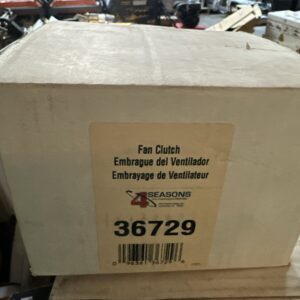 Fan Clutch
Embrague del Ventilador
Embrayage de Ventilateur
4 SEASONS
36729